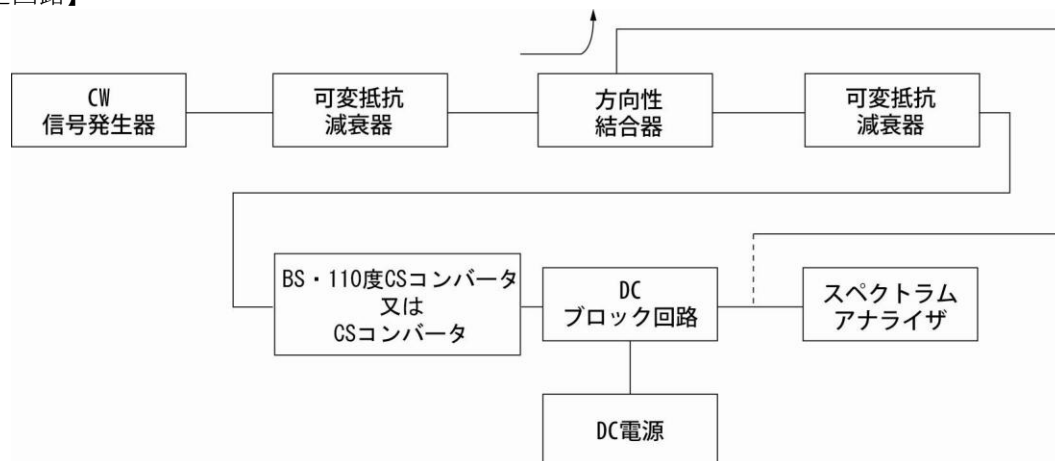 CW
信号発生器
可変抵抗
減衰器
方向性
結合器
可変抵抗
減衰器
BS・110度CSコンバータ
又は
CSコンバータ
DC
ブロック回路
スペクトラム
アナライザ
DC電源